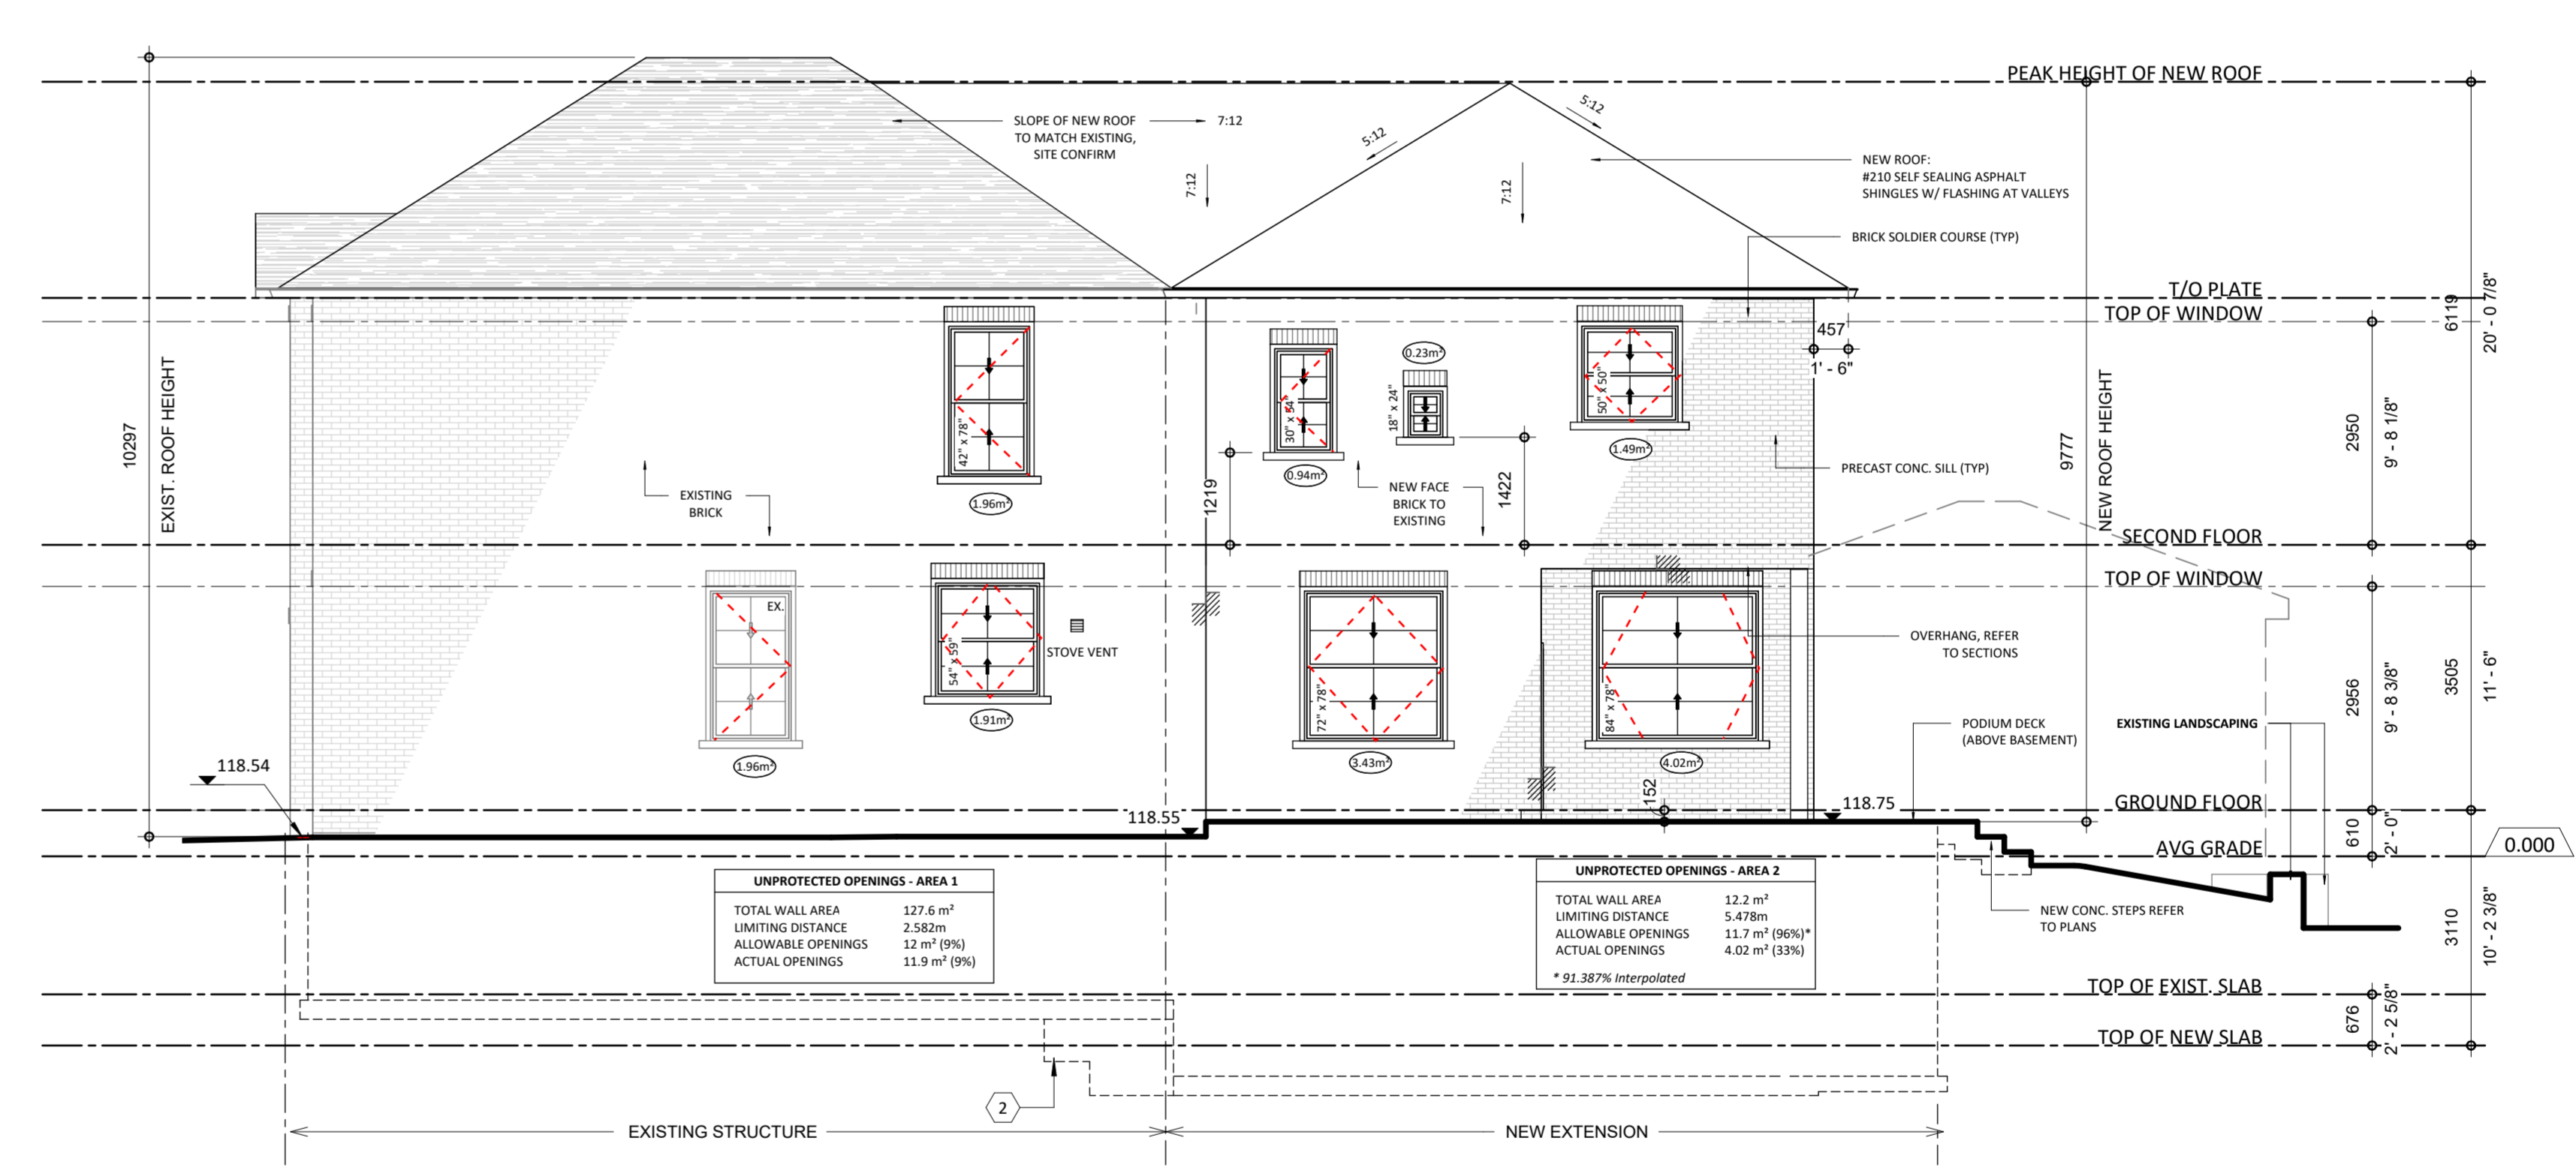 PEAK HEIGHT OF NEW ROOF
SLOPE OF NEW ROOF
TO MATCH EXISTING,
SITE CONFIRM
7:12
5:12
5:12
7:12
7:12
NEW ROOF:
#210 SELF SEALING ASPHALT
SHINGLES W/ FLASHING AT VALLEYS
BRICK SOLDIER COURSE (TYP)
T/O PLATE
TOP OF WINDOW
6119
20' - 0 7/8"
457
1' - 6"
10297
EXIST. ROOF HEIGHT
42" x 78"
1.96m²
30" x 54"
0.94m²
0.23m²
18" x 24"
50" x 50"
1.49m²
1219
1422
EXISTING
BRICK
NEW FACE
BRICK TO
EXISTING
PRECAST CONC. SILL (TYP)
9777
NEW ROOF HEIGHT
2950
9' - 8 1/8"
SECOND FLOOR
TOP OF WINDOW
EX.
1.96m²
54" x 59"
1.91m²
STOVE VENT
72" x 78"
3.43m²
84" x 78"
4.02m²
OVERHANG, REFER
TO SECTIONS
2956
9' - 8 3/8"
3505
11' - 6"
PODIUM DECK
(ABOVE BASEMENT)
EXISTING LANDSCAPING
118.54
118.55
152
118.75
GROUND FLOOR
610
2' - 0"
AVG GRADE
0.000
UNPROTECTED OPENINGS - AREA 1
TOTAL WALL AREA 127.6 m²
LIMITING DISTANCE 2.582m
ALLOWABLE OPENINGS 12 m² (9%)
ACTUAL OPENINGS 11.9 m² (9%)
UNPROTECTED OPENINGS - AREA 2
TOTAL WALL AREA 12.2 m²
LIMITING DISTANCE 5.478m
ALLOWABLE OPENINGS 11.7 m² (96%)*
ACTUAL OPENINGS 4.02 m² (33%)
* 91.387% Interpolated
NEW CONC. STEPS REFER
TO PLANS
3110
10' - 2 3/8"
TOP OF EXIST. SLAB
676
2' - 2 5/8"
TOP OF NEW SLAB
2
EXISTING STRUCTURE
NEW EXTENSION